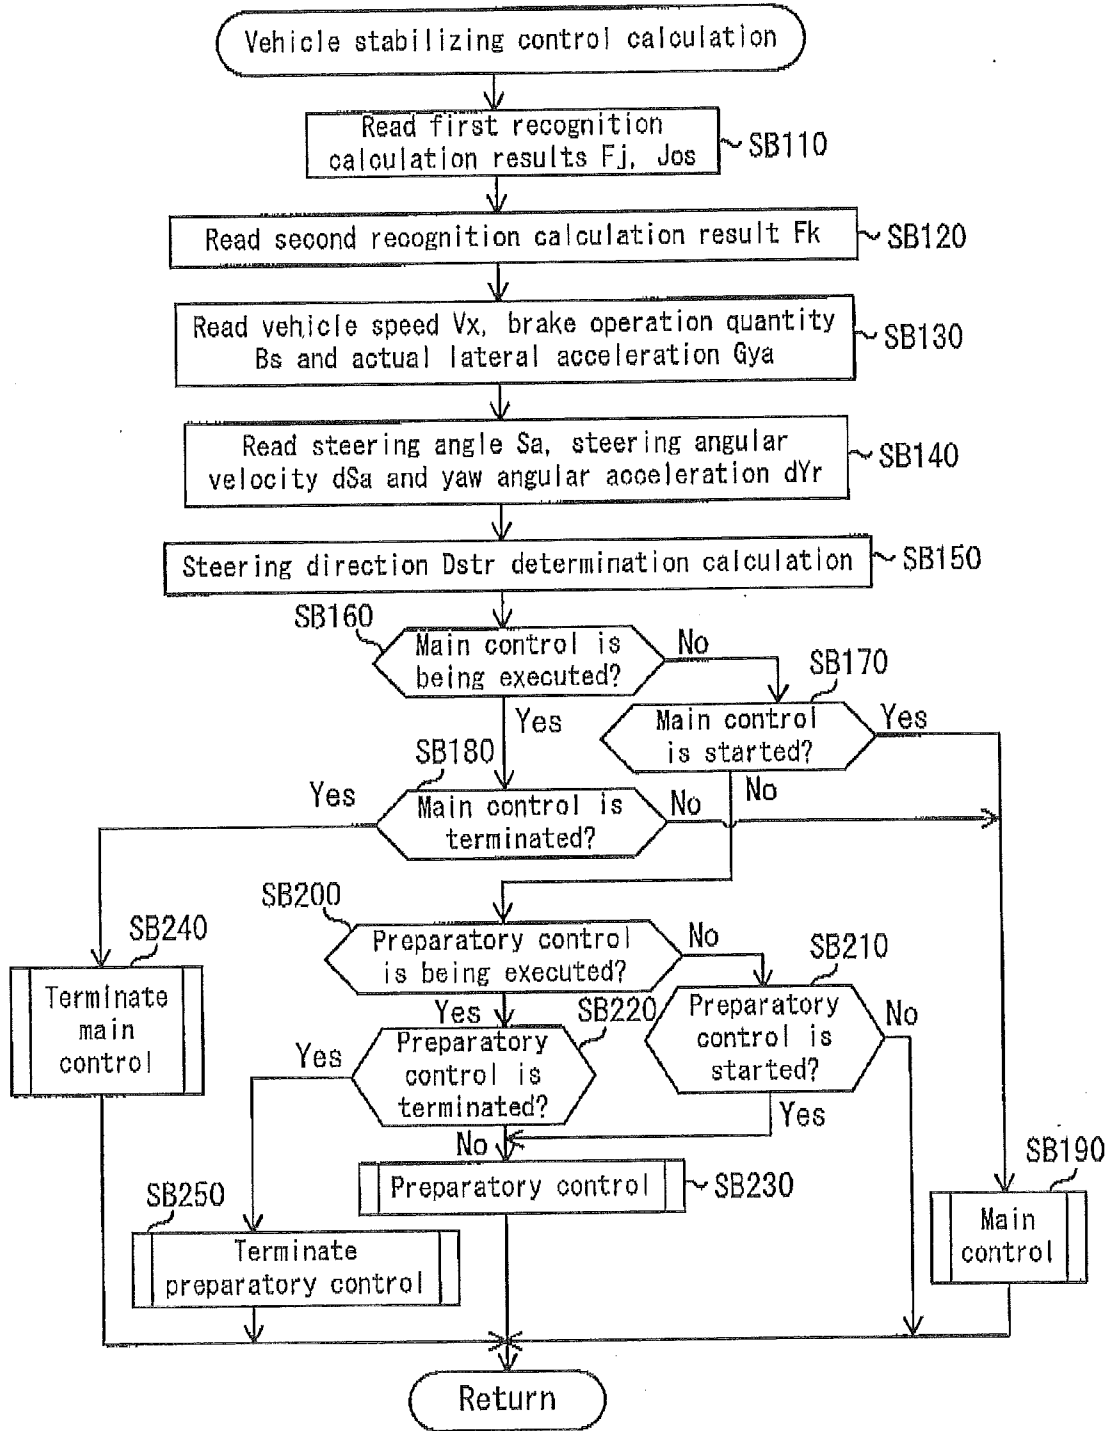 Vehicle stabilizing control calculation
Read first recognition
calculation results Fj, Jos
SB110
Read second recognition calculation result Fk
SB120
Read vehicle speed Vx, brake operation quantity
Bs and actual lateral acceleration Gya
SB130
Read steering angle Sa, steering angular
velocity dSa and yaw angular acceleration dYr
SB140
Steering direction Dstr determination calculation
SB150
SB160
Main control is
being executed?
No
Yes
SB170
Main control
is started?
Yes
No
SB180
Main control is
terminated?
Yes
No
SB200
Preparatory control
is being executed?
No
Yes
SB210
Preparatory
control is
started?
No
Yes
SB220
Preparatory
control is
terminated?
Yes
No
SB240
Terminate
main
control
SB230
Preparatory control
SB250
Terminate
preparatory control
SB190
Main
control
Return